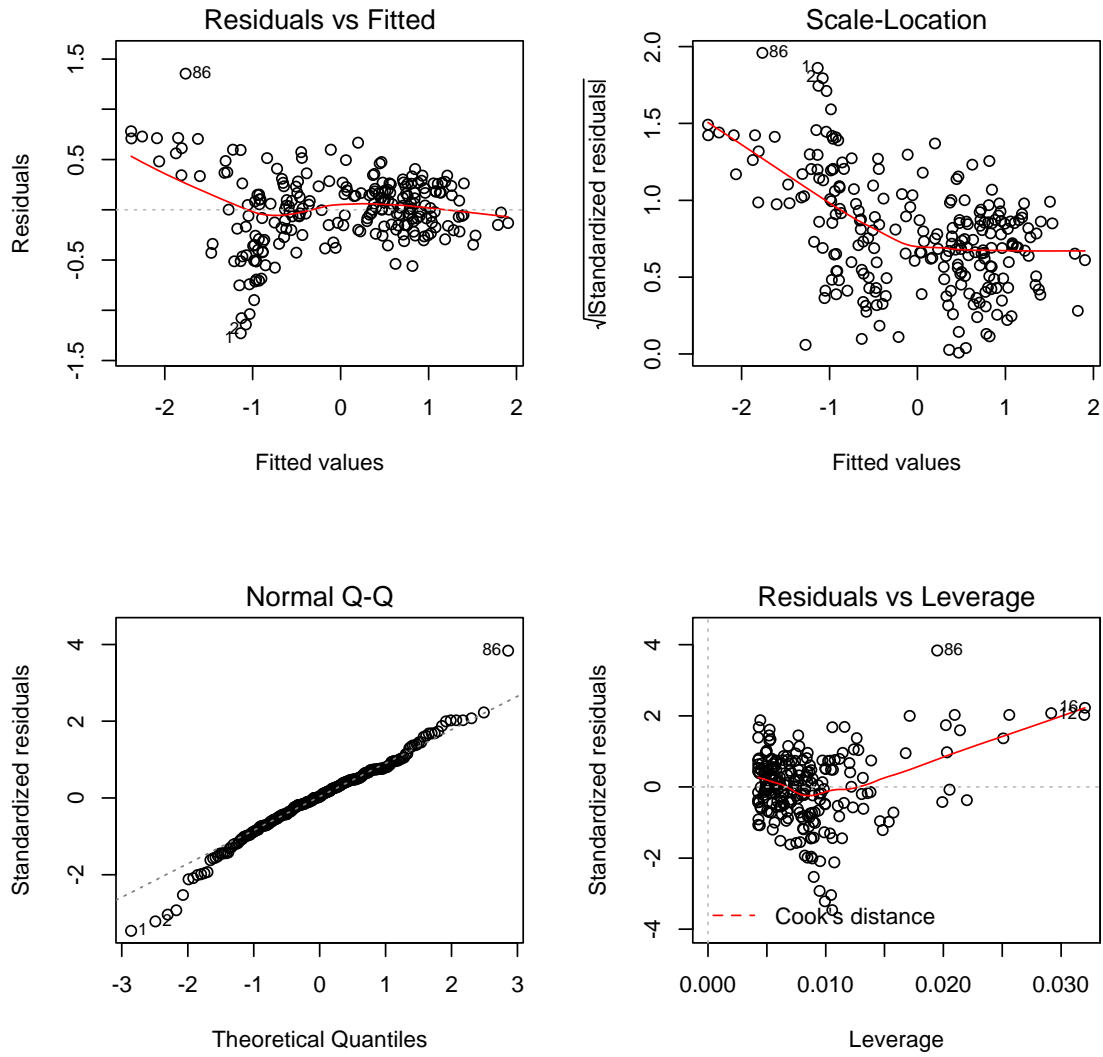 Residuals vs Fitted
Residuals
1.5
0.5
-0.5
-1.5
86
2
1
-2 -1 0 1 2
Fitted values
Scale-Location
√|Standardized residuals|
2.0
1.5
1.0
0.5
0.0
86
1
2
-2 -1 0 1 2
Fitted values
Normal Q-Q
Standardized residuals
4
2
0
-2
86
1
2
-3 -2 -1 0 1 2 3
Theoretical Quantiles
Residuals vs Leverage
Standardized residuals
4
2
0
-2
-4
86
16
12
Cook's distance
0.000 0.010 0.020 0.030
Leverage